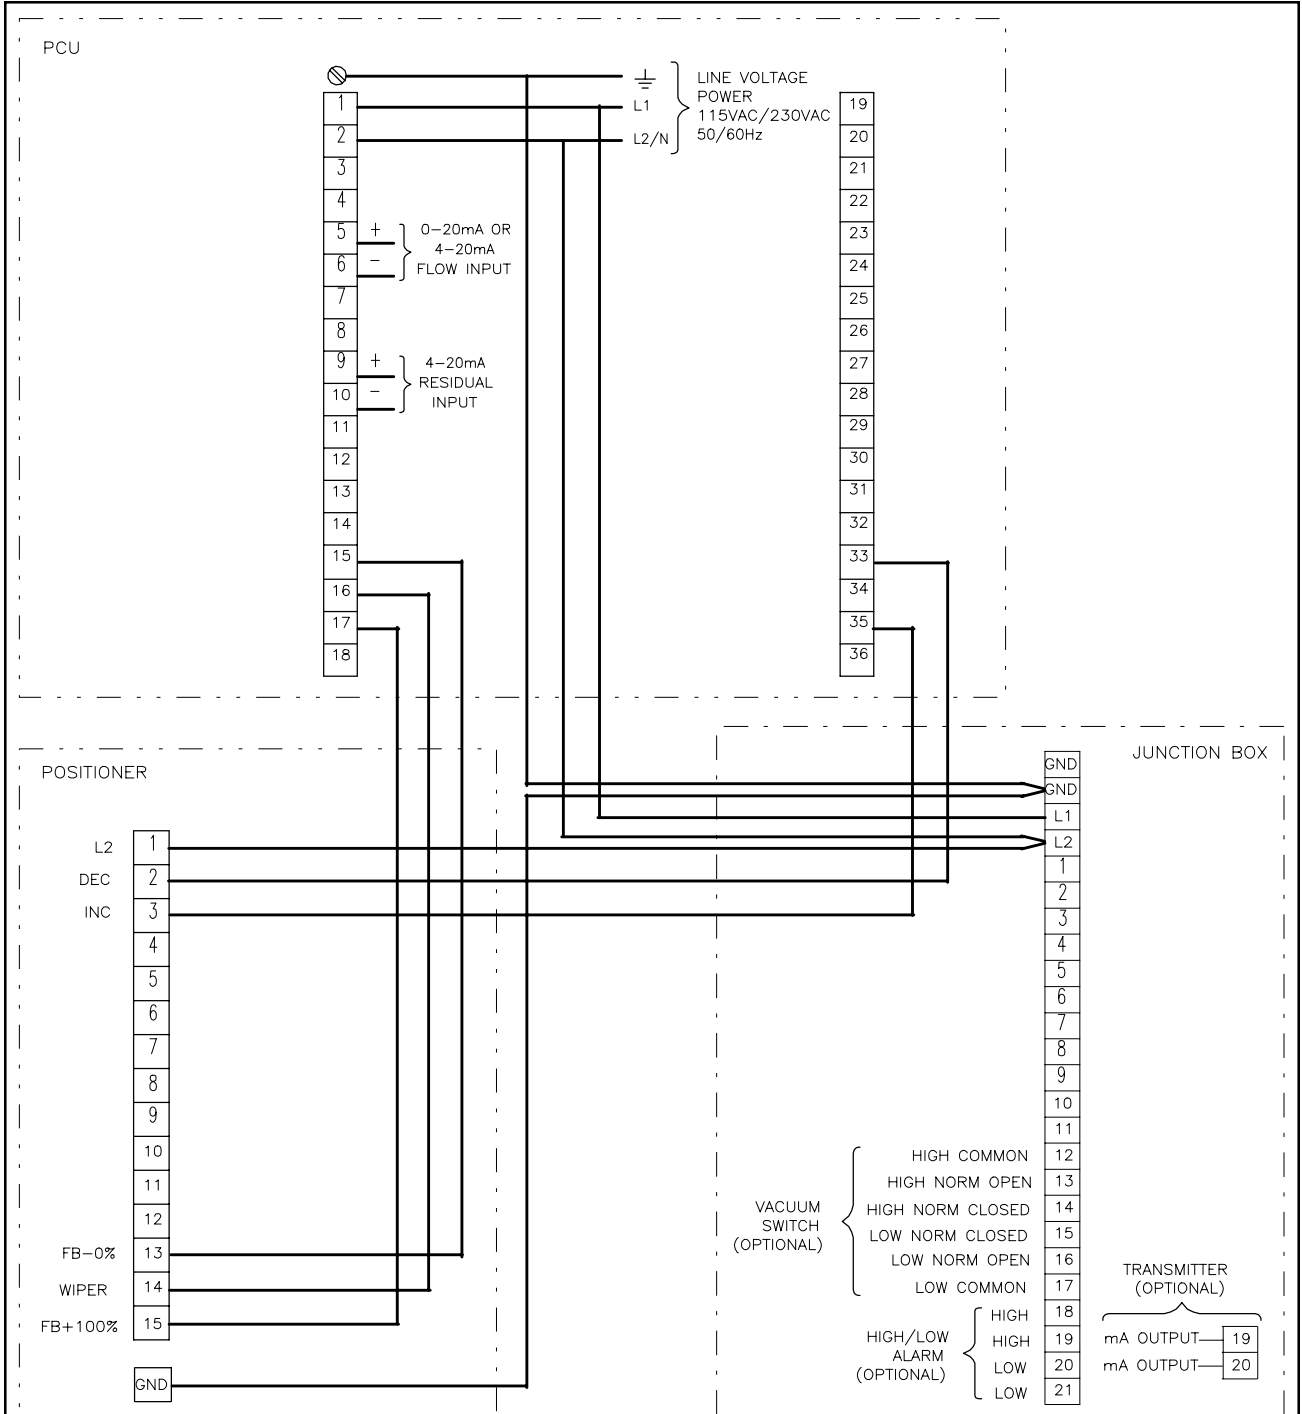 PCU
LINE VOLTAGE
POWER
115VAC/230VAC
50/60Hz
L1
L2/N
1
2
3
4
5
6
7
8
9
10
11
12
13
14
15
16
17
18
+
−
0−20mA OR
4−20mA
FLOW INPUT
+
−
4−20mA
RESIDUAL
INPUT
19
20
21
22
23
24
25
26
27
28
29
30
31
32
33
34
35
36
POSITIONER
L2 1
DEC 2
INC 3
4
5
6
7
8
9
10
11
12
FB−0% 13
WIPER 14
FB+100% 15
GND
JUNCTION BOX
GND
GND
L1
L2
1
2
3
4
5
6
7
8
9
10
11
VACUUM
SWITCH
(OPTIONAL)
HIGH COMMON 12
HIGH NORM OPEN 13
HIGH NORM CLOSED 14
LOW NORM CLOSED 15
LOW NORM OPEN 16
LOW COMMON 17
HIGH/LOW
ALARM
(OPTIONAL)
HIGH 18
HIGH 19
LOW 20
LOW 21
TRANSMITTER
(OPTIONAL)
mA OUTPUT 19
mA OUTPUT 20